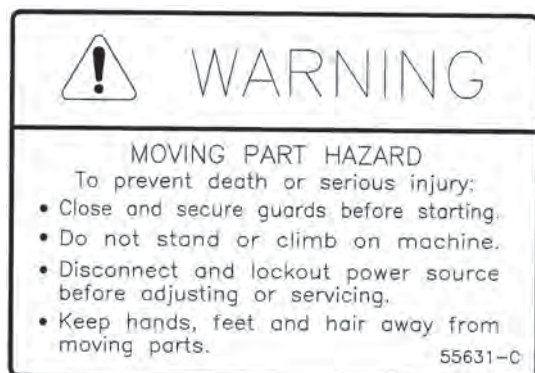 WARNING
MOVING PART HAZARD
To prevent death or serious injury:
• Close and secure guards before starting.
• Do not stand or climb on machine.
• Disconnect and lockout power source
before adjusting or servicing.
• Keep hands, feet and hair away from
moving parts.
55631-C